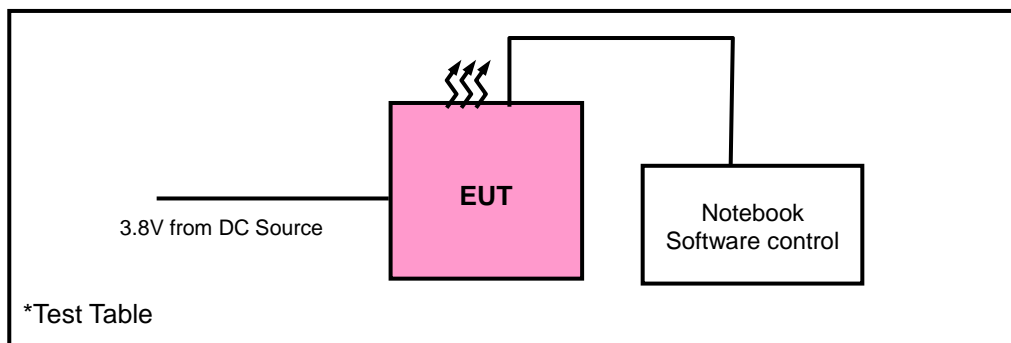 EUT
3.8V from DC Source
Notebook
Software control
*Test Table